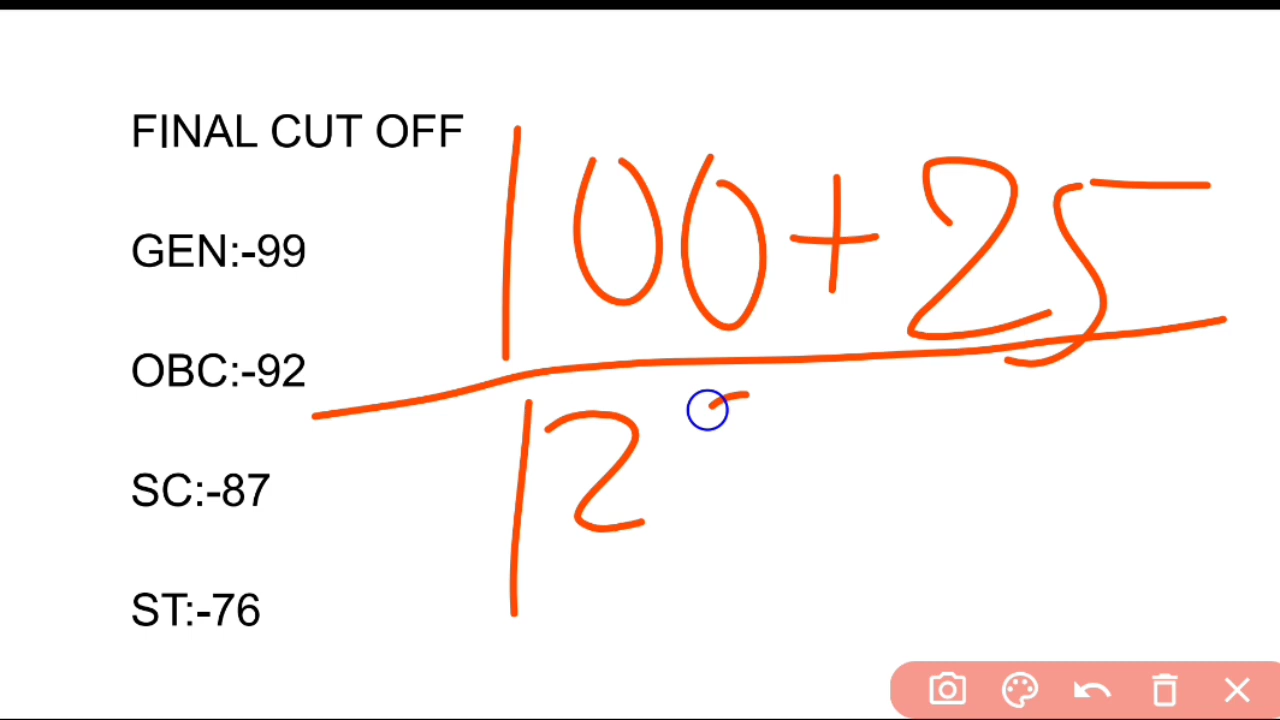 FINAL CUT OFF
100+25
GEN:-99
OBC:-92
12
SC:-87
ST:-76